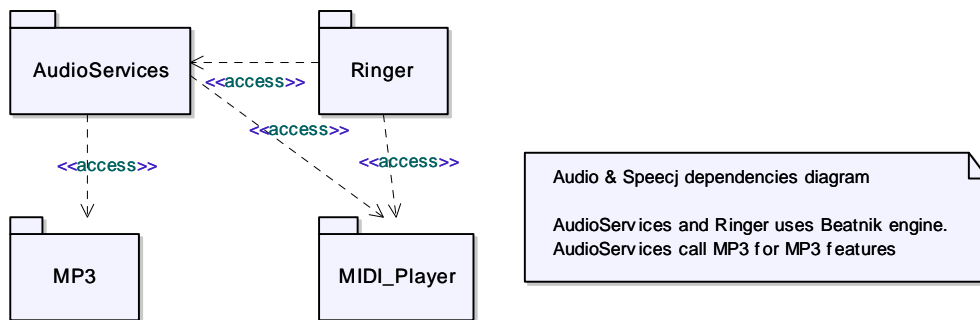 AudioServices
Ringer
<<access>>
<<access>>
<<access>>
<<access>>
MP3
MIDI_Player
Audio & Speecj dependencies diagram
AudioServices and Ringer uses Beatnik engine.
AudioServices call MP3 for MP3 features